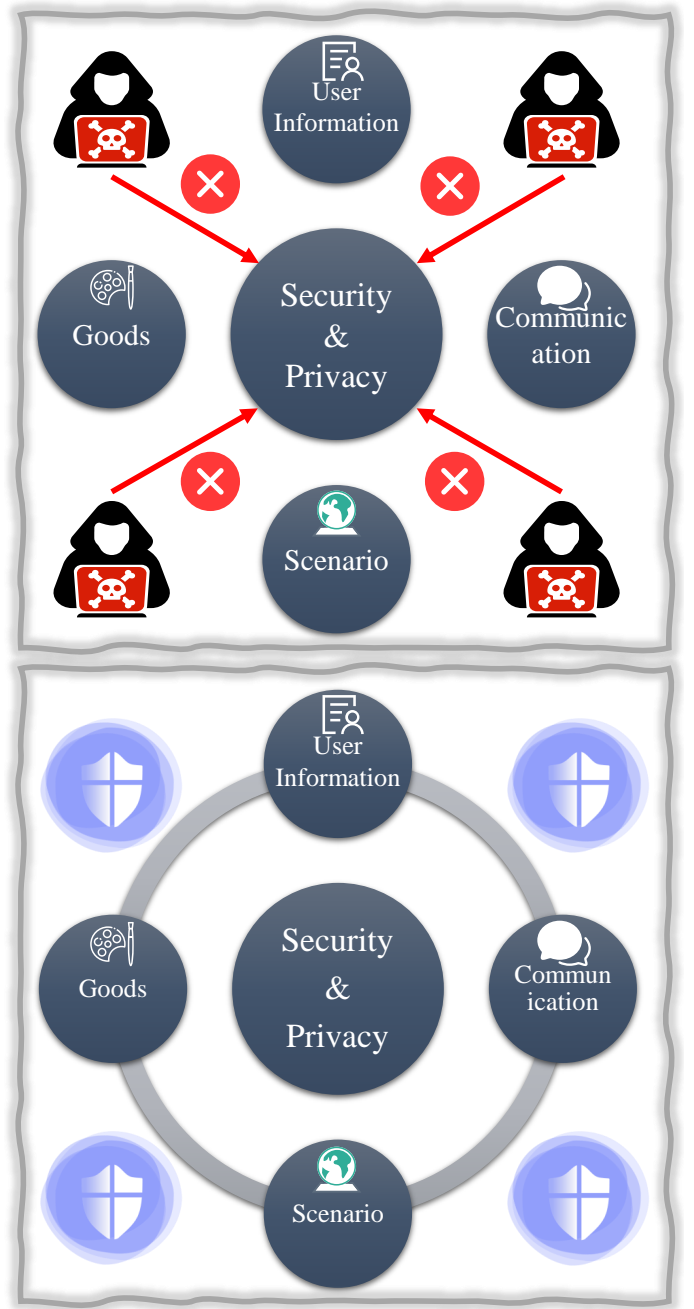 User
Information
Security
&
Privacy
Goods
Communic
ation
Scenario
User
Information
Security
&
Privacy
Goods
Commun
ication
Scenario